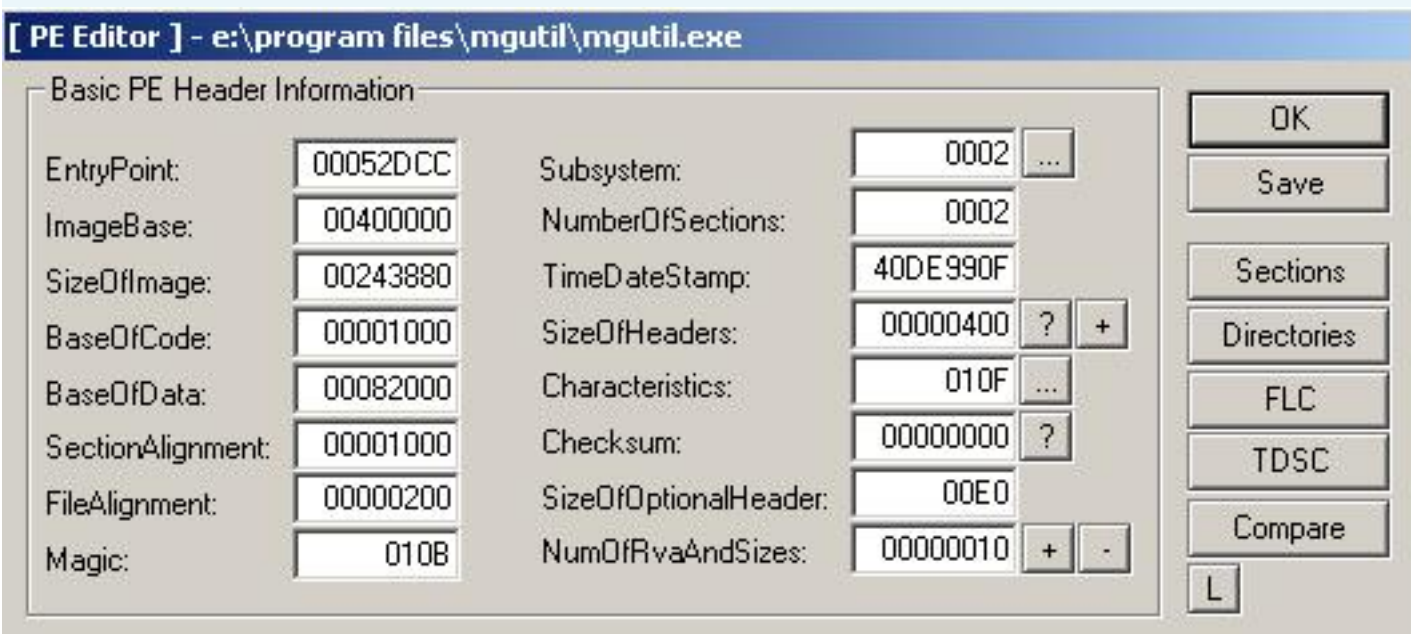 [ PE Editor ] - e:\program files\mgutil\mgutil.exe
Basic PE Header Information
EntryPoint: 00052DCC
ImageBase: 00400000
SizeOfImage: 00243880
BaseOfCode: 00001000
BaseOfData: 00082000
SectionAlignment: 00001000
FileAlignment: 00000200
Magic: 010B
Subsystem: 0002 ...
NumberOfSections: 0002
TimeDateStamp: 40DE990F
SizeOfHeaders: 00000400 ? +
Characteristics: 010F ...
Checksum: 00000000 ?
SizeOfOptionalHeader: 00E0
NumOfRvaAndSizes: 00000010 + -
OK
Save
Sections
Directories
FLC
TDSC
Compare
L